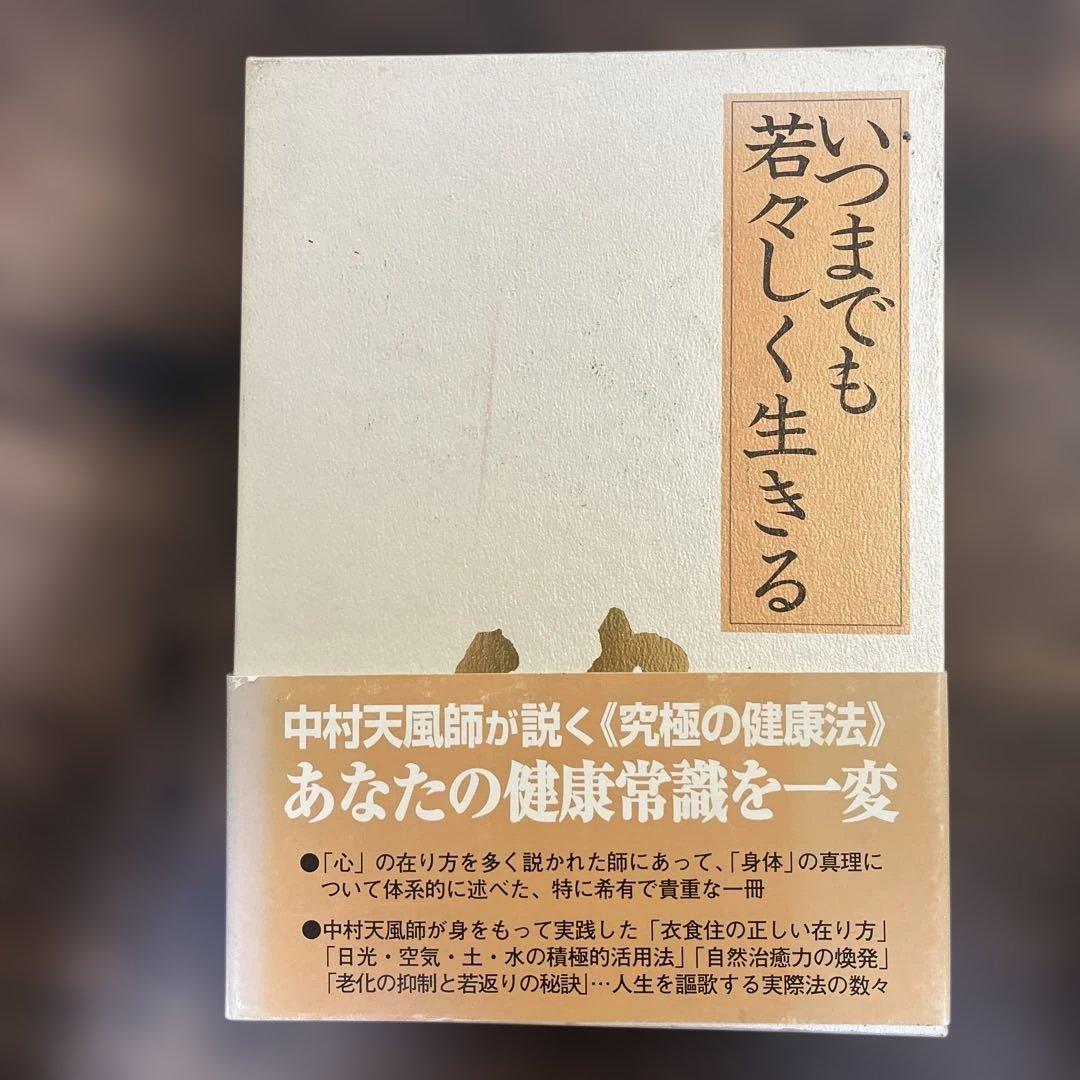 いつまでも
若々しく生きる
中村天風師が説く《究極の健康法》
あなたの健康常識を一変
●「心」の在り方を多く説かれた師にあって、「身体」の真理に
ついて体系的に述べた、特に希有で貴重な一冊
●中村天風師が身をもって実践した「衣食住の正しい在り方」
「日光・空気・土・水の積極的活用法」「自然治癒力の煥発」
「老化の抑制と若返りの秘訣」…人生を謳歌する実際法の数々